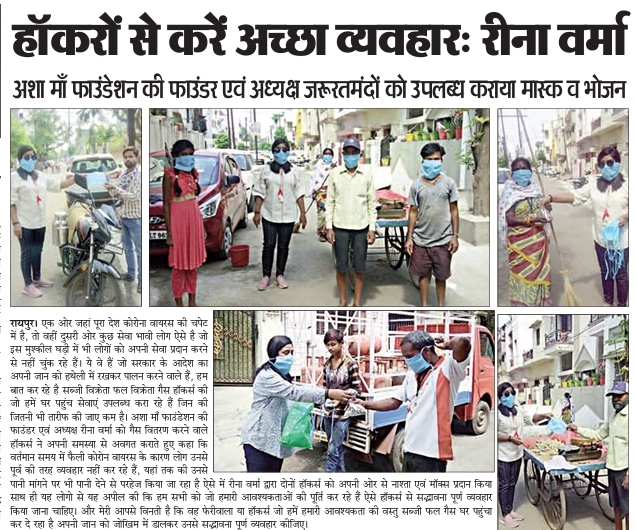 हॉकरों से करें अच्छा व्यवहारः रीना वर्मा
अशा माँ फाउंडेशन की फाउंडर एवं अध्यक्ष जरूरतमंदों को उपलब्ध कराया मास्क व भोजन
रायपुर। एक ओर जहां पूरा देश कोरोना वायरस की चपेट
में है, तो वहीं दुसरी ओर कुछ सेवा भावी लोग ऐसे है जो
इस मुश्कील घड़ी में भी लोगों को अपनी सेवा प्रदान करने
से नहीं चुंक रहे हैं। ये वे हैं जो सरकार के आदेश का
अपनी जान को हथेली में रखकर पालन करने वाले हैं, हम
बात कर रहे है सब्जी विक्रेता फल विक्रेता गैस हॉकर्स की
जो हमें घर पहुंच सेवाएं उपलब्ध करा रहे हैं जिन की
जितनी भी तारीफ की जाए कम है। अशा माँ फाउंडेशन की
फाउंडर एवं अध्यक्ष रीना वर्मा को गैस वितरण करने वाले
हॉकर्स ने अपनी समस्या से अवगत कराते हुए कहा कि
वर्तमान समय में फैली कोरोन वायरस के कारण लोग उनसे
पूर्व की तरह व्यवहार नहीं कर रहे हैं, यहां तक की उनसे
पानी मांगने पर भी पानी देने से परहेज किया जा रहा है ऐसे में रीना वर्मा द्वारा दोनों हॉकर्स को अपनी ओर से नाश्ता एवं मॉक्स प्रदान किया
साथ ही यह लोगो से यह अपील की कि हम सभी को जो हमारी आवश्यकताओं की पूर्ति कर रहे हैं ऐसे हॉकर्स से सद्भावना पूर्ण व्यवहार
किया जाना चाहिए। और मेरी आपसे विनती है कि वह फेरीवाला या हॉकर्स जो हमें हमारी आवश्यकता की वस्तु सब्जी फल गैस घर पहुंचा
कर दे रहा है अपनी जान को जोखिम में डालकर उनसे सद्भावना पूर्ण व्यवहार कीजिए।